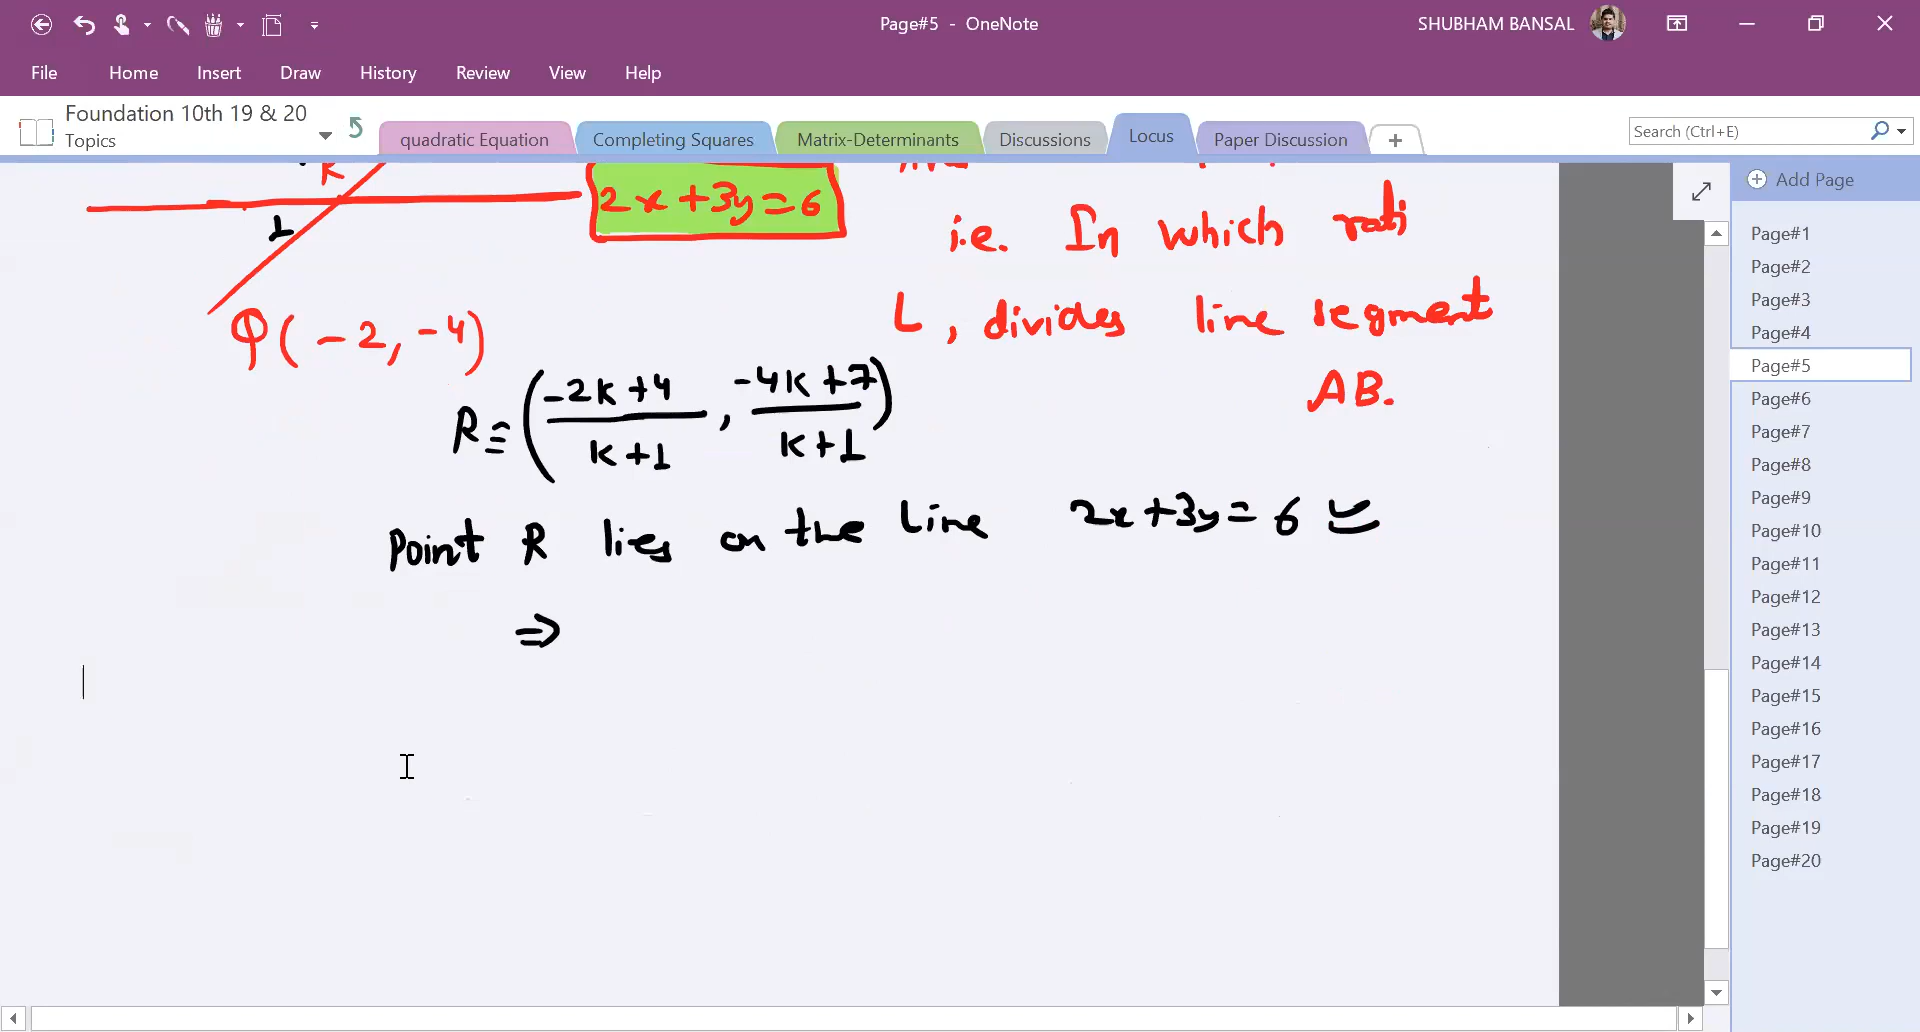 Page#5 - OneNote
SHUBHAM BANSAL
File Home Insert Draw History Review View Help
Foundation 10th 19 & 20
Topics
quadratic Equation
Completing Squares
Matrix-Determinants
Discussions
Locus
Paper Discussion
Search (Ctrl+E)
Add Page
Page#1
Page#2
Page#3
Page#4
Page#5
Page#6
Page#7
Page#8
Page#9
Page#10
Page#11
Page#12
Page#13
Page#14
Page#15
Page#16
Page#17
Page#18
Page#19
Page#20
2x+3y=6
1
i.e. In which rati
L, divides line segment
AB.
Q(-2,-4)
R≡(-2k+4/k+1, -4k+7/k+1)
Point R lies on the line 2x+3y=6
⇒